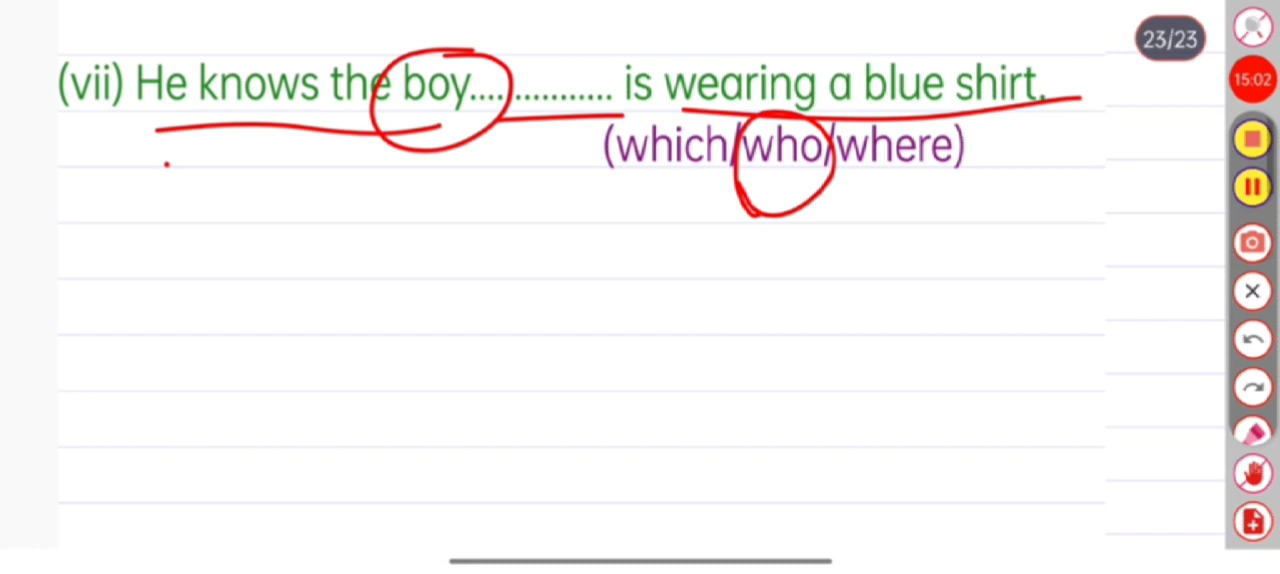 23/23
15:02
(vii) He knows the boy................ is wearing a blue shirt.
(which/who/where)